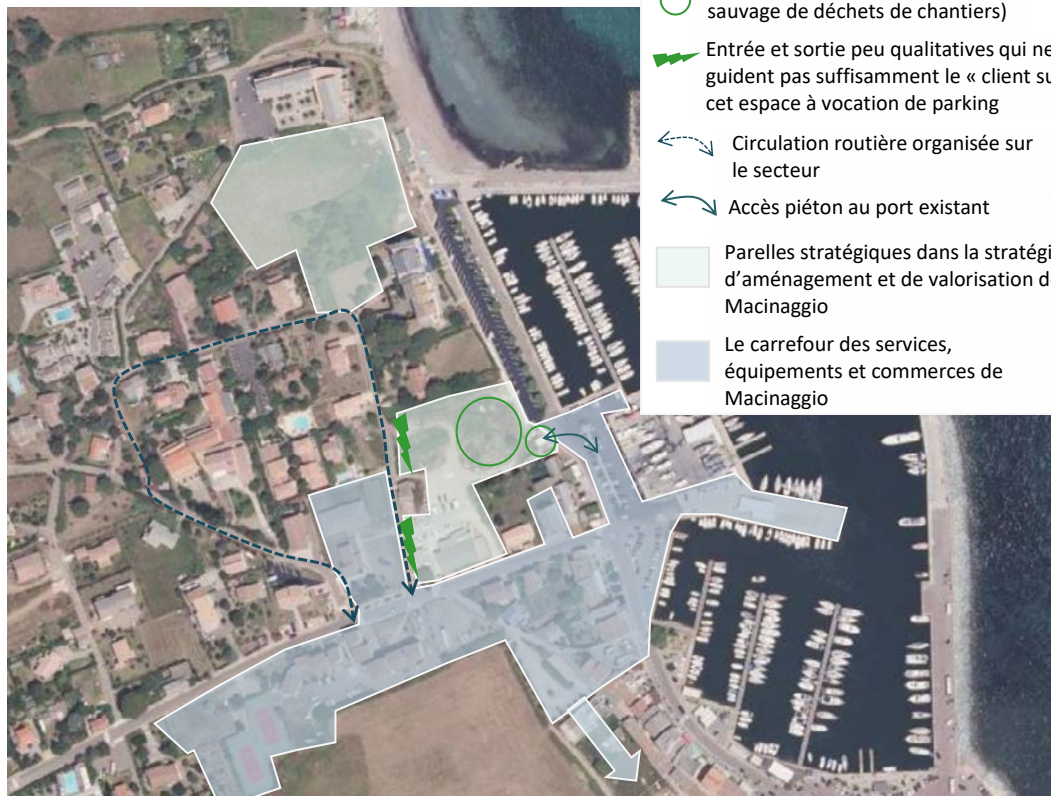 sauvage de déchets de chantiers)
Entrée et sortie peu qualitatives qui ne
guident pas suffisamment le « client su
cet espace à vocation de parking
Circulation routière organisée sur
le secteur
Accès piéton au port existant
Parelles stratégiques dans la stratégi
d’aménagement et de valorisation d
Macinaggio
Le carrefour des services,
équipements et commerces de
Macinaggio